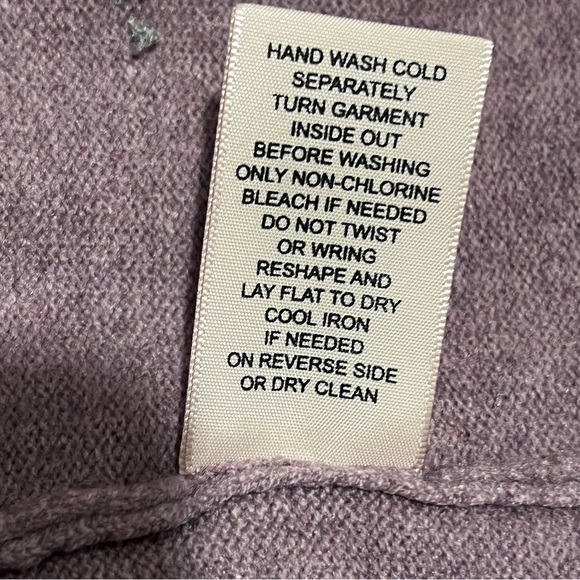 HAND WASH COLD
SEPARATELY
TURN GARMENT
INSIDE OUT
BEFORE WASHING
ONLY NON-CHLORINE
BLEACH IF NEEDED
DO NOT TWIST
OR WRING
RESHAPE AND
LAY FLAT TO DRY
COOL IRON
IF NEEDED
ON REVERSE SIDE
OR DRY CLEAN